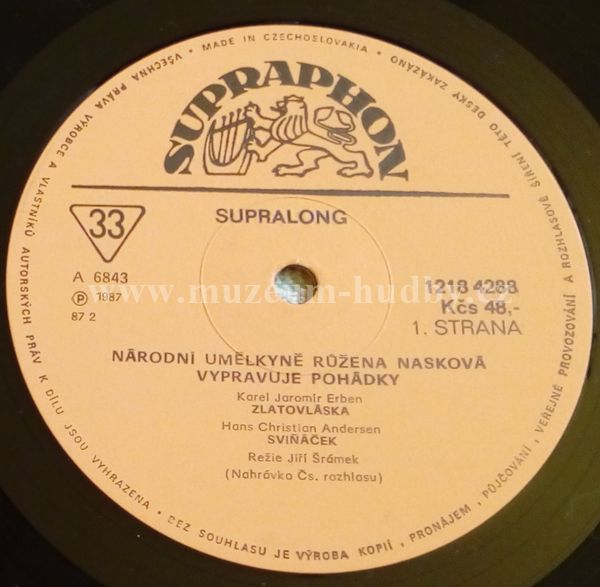 VŠECHNA PRÁVA VÝROBCE A VLASTNÍKŮ AUTORSKÝCH PRÁV K DÍLU JSOU VYHRAZENA • BEZ SOUHLASU JE VÝROBA KOPIÍ, PRONÁJEM, PŮJČOVÁNÍ, VEŘEJNÉ PROVOZOVÁNÍ A ROZHLASOVÉ ŠÍŘENÍ TÉTO DESKY ZAKÁZÁNO • MADE IN CZECHOSLOVAKIA •
SUPRAPHON
33
SUPRALONG
A 6843
Ⓟ 1987
87 2
1218 4288
Kčs 48,-
1. STRANA
www.muzeum-hudby.cz
NÁRODNÍ UMĚLKYNĚ RŮŽENA NASKOVÁ
VYPRAVUJE POHÁDKY
Karel Jaromír Erben
ZLATOVLÁSKA
Hans Christian Andersen
SVIŇÁČEK
Režie Jiří Šrámek
(Nahrávka Čs. rozhlasu)